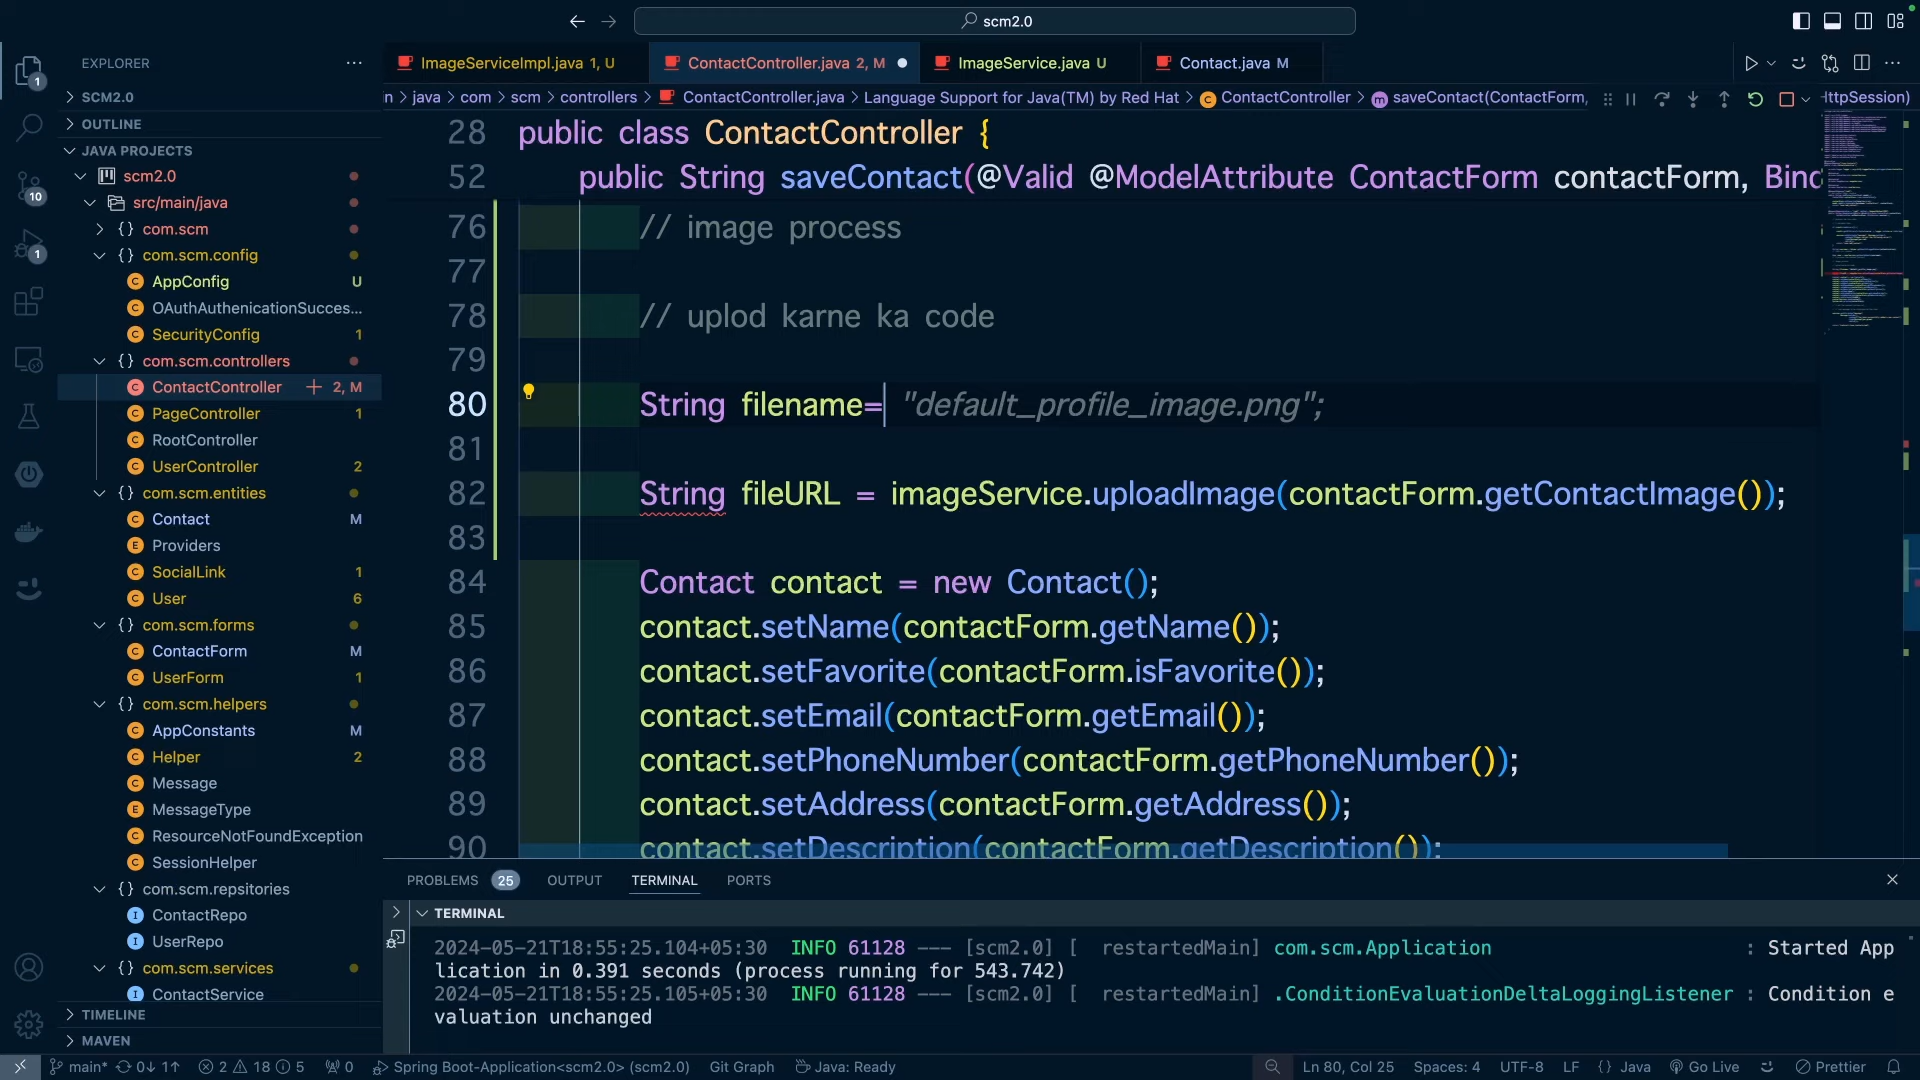 scm2.0
EXPLORER
SCM2.0
OUTLINE
JAVA PROJECTS
scm2.0
src/main/java
com.scm
{} com.scm.config
AppConfig U
OAuthAuthenicationSucces...
SecurityConfig 1
{} com.scm.controllers
ContactController + 2, M
PageController 1
RootController
UserController 2
{} com.scm.entities
Contact M
Providers
SocialLink 1
User 6
{} com.scm.forms
ContactForm M
UserForm 1
{} com.scm.helpers
AppConstants M
Helper 2
Message
MessageType
ResourceNotFoundException
SessionHelper
{} com.scm.repsitories
ContactRepo
UserRepo
{} com.scm.services
ContactService
TIMELINE
MAVEN
1
10
1
ImageServiceImpl.java 1, U
ContactController.java 2, M
ImageService.java U
Contact.java M
in > java > com > scm > controllers > ContactController.java > Language Support for Java(TM) by Red Hat > ContactController > saveContact(ContactForm, HttpSession)
28 public class ContactController {
52 public String saveContact(@Valid @ModelAttribute ContactForm contactForm, Bind
76 // image process
77
78 // uplod karne ka code
79
80 String filename= "default_profile_image.png";
81
82 String fileURL = imageService.uploadImage(contactForm.getContactImage());
83
84 Contact contact = new Contact();
85 contact.setName(contactForm.getName());
86 contact.setFavorite(contactForm.isFavorite());
87 contact.setEmail(contactForm.getEmail());
88 contact.setPhoneNumber(contactForm.getPhoneNumber());
89 contact.setAddress(contactForm.getAddress());
90 contact.setDescription(contactForm.getDescription());
PROBLEMS 25 OUTPUT TERMINAL PORTS
TERMINAL
2024-05-21T18:55:25.104+05:30 INFO 61128 --- [scm2.0] [ restartedMain] com.scm.Application : Started App
lication in 0.391 seconds (process running for 543.742)
2024-05-21T18:55:25.105+05:30 INFO 61128 --- [scm2.0] [ restartedMain] .ConditionEvaluationDeltaLoggingListener : Condition e
valuation unchanged
main* 0↓ 1↑ 2 18 5 0 Spring Boot-Application<scm2.0> (scm2.0) Git Graph Java: Ready Ln 80, Col 25 Spaces: 4 UTF-8 LF {} Java Go Live Prettier